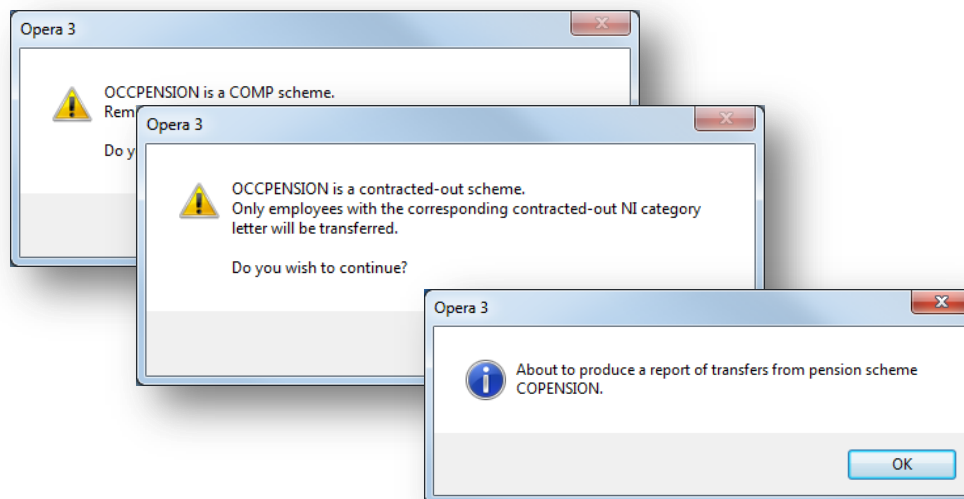 Opera 3
OCCPENSION is a COMP scheme.
Opera 3
OCCPENSION is a contracted-out scheme.
Only employees with the corresponding contracted-out NI category
letter will be transferred.
Do you wish to continue?
Opera 3
About to produce a report of transfers from pension scheme
COPENSION.
OK